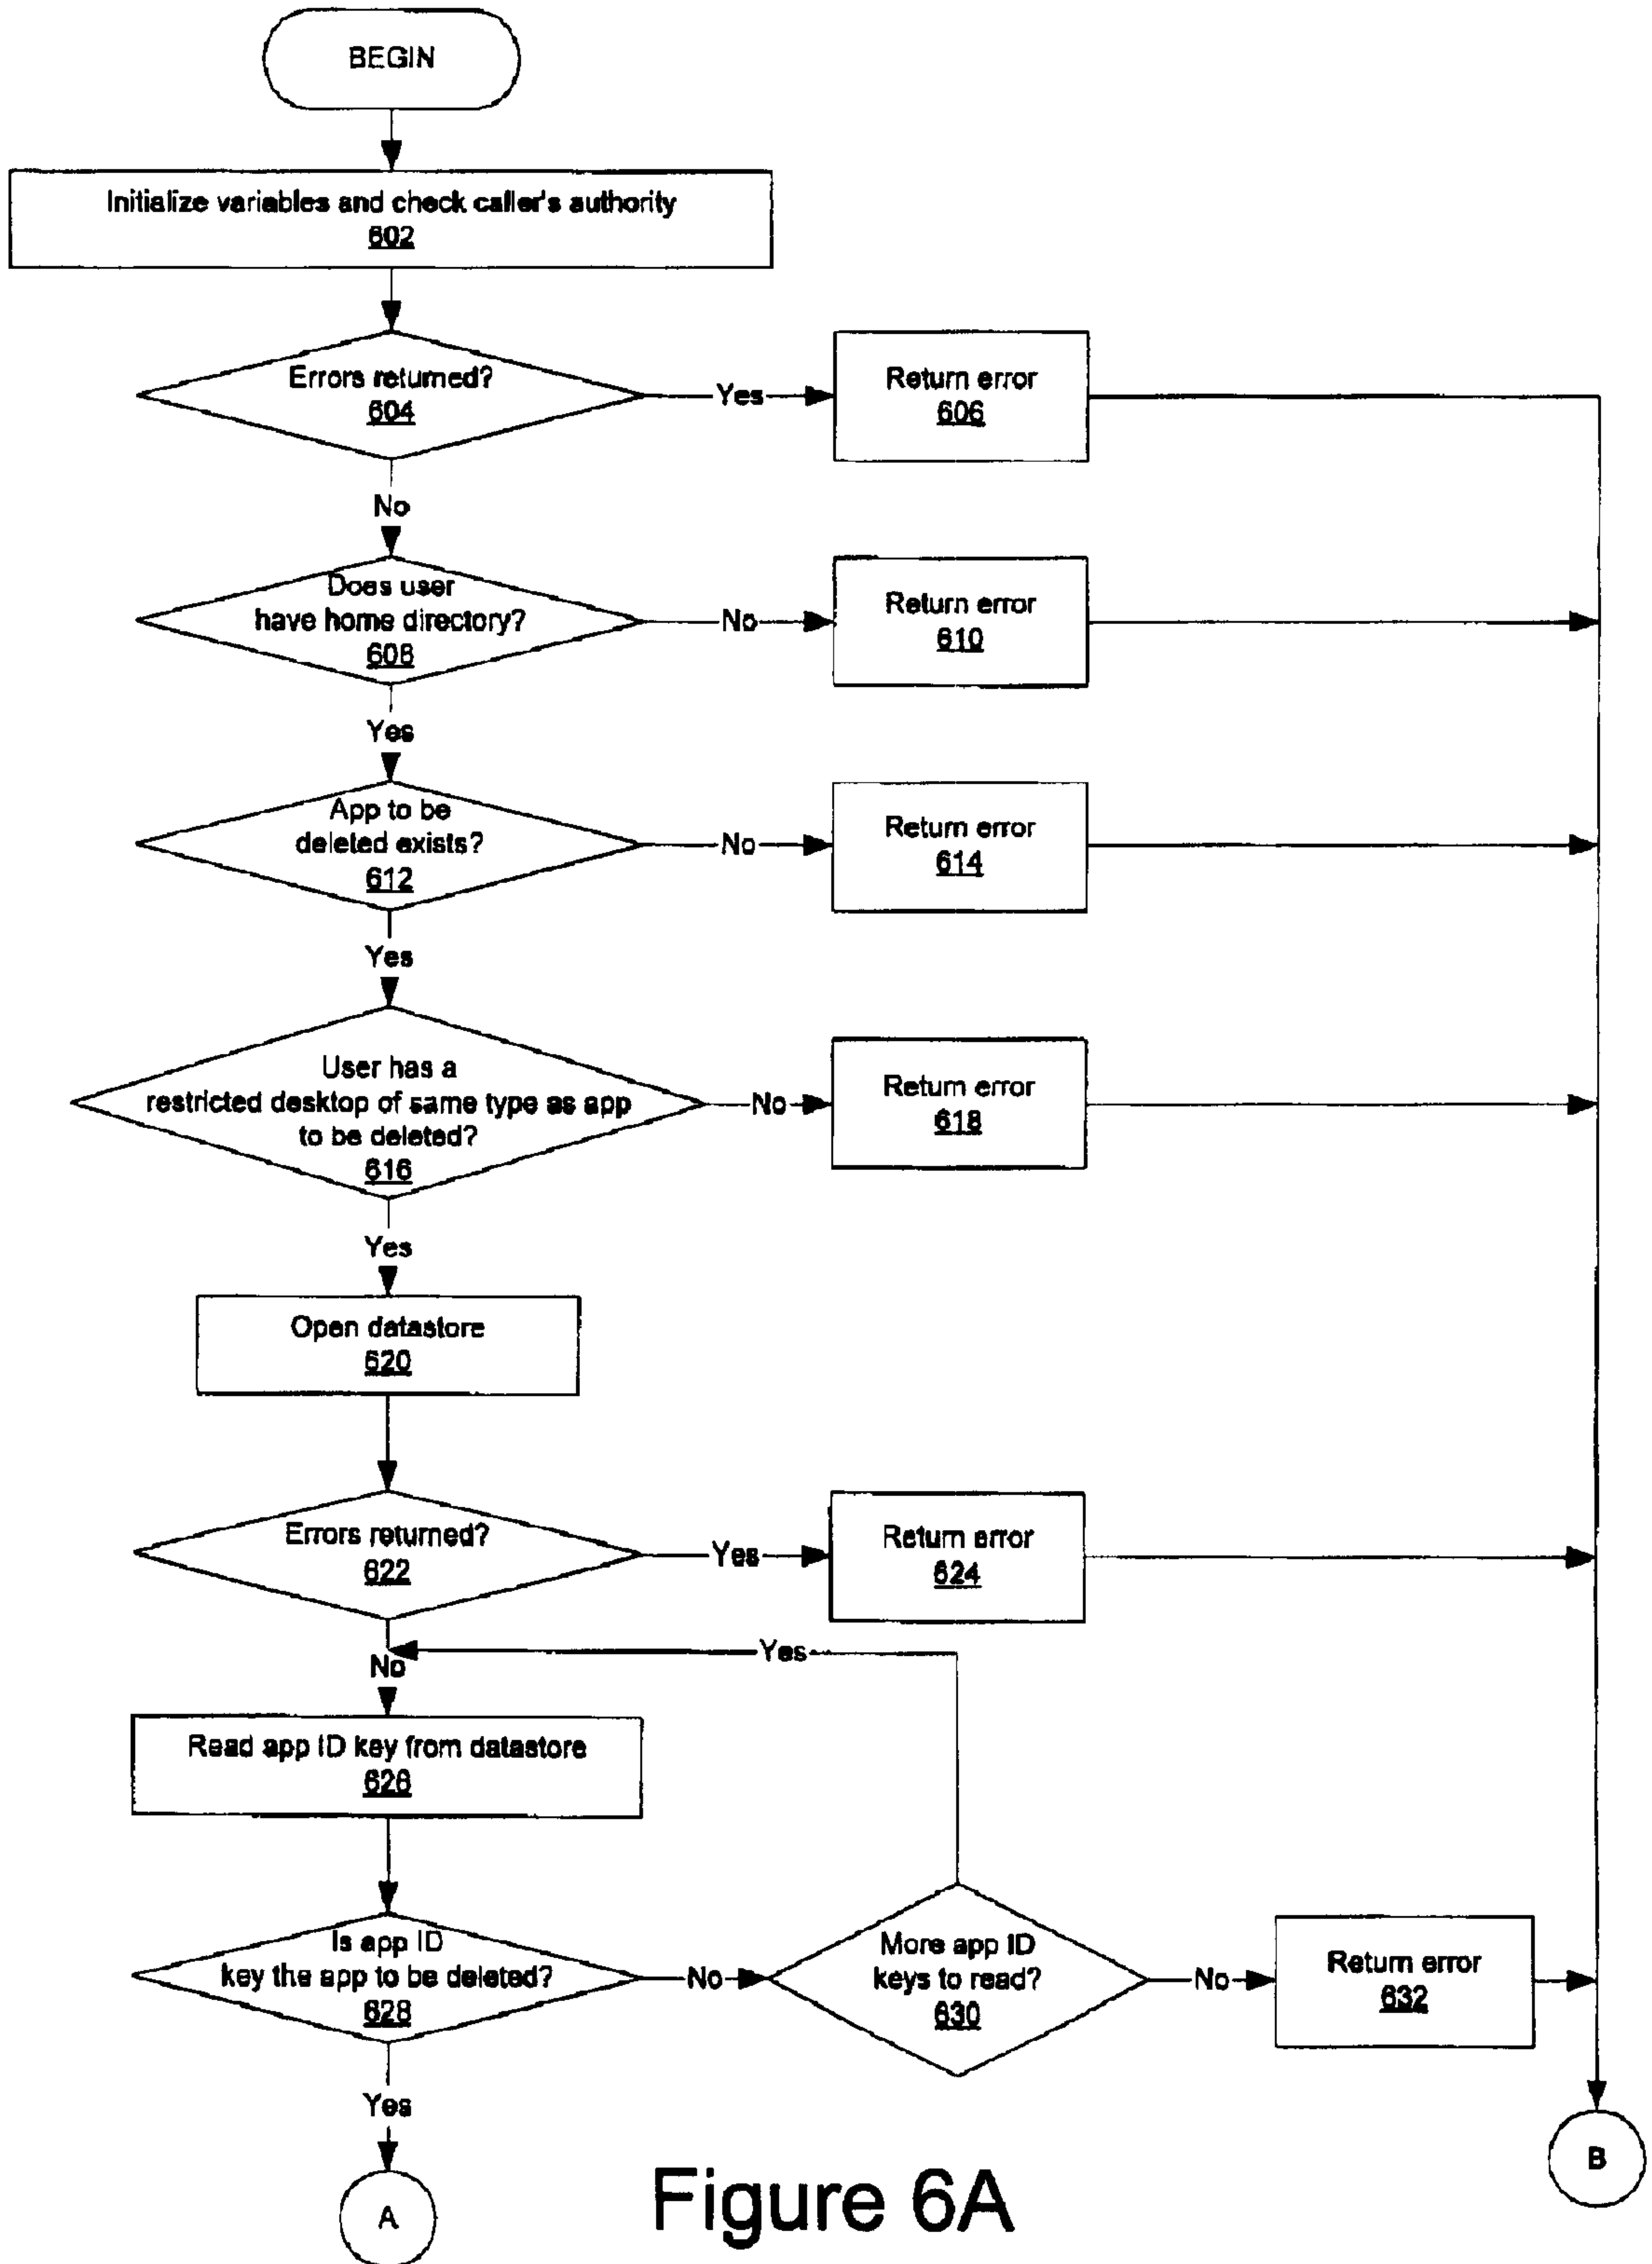 BEGIN
Initialize variables and check caller's authority
602
Errors returned?
604
Yes
Return error
606
No
Does user
have home directory?
608
No
Return error
610
Yes
App to be
deleted exists?
612
No
Return error
614
Yes
User has a
restricted desktop of same type as app
to be deleted?
616
No
Return error
618
Yes
Open datastore
620
Errors returned?
622
Yes
Return error
624
Yes
No
Read app ID key from datastore
626
Is app ID
key the app to be deleted?
628
No
More app ID
keys to read?
630
No
Return error
632
Yes
A
B
Figure 6A